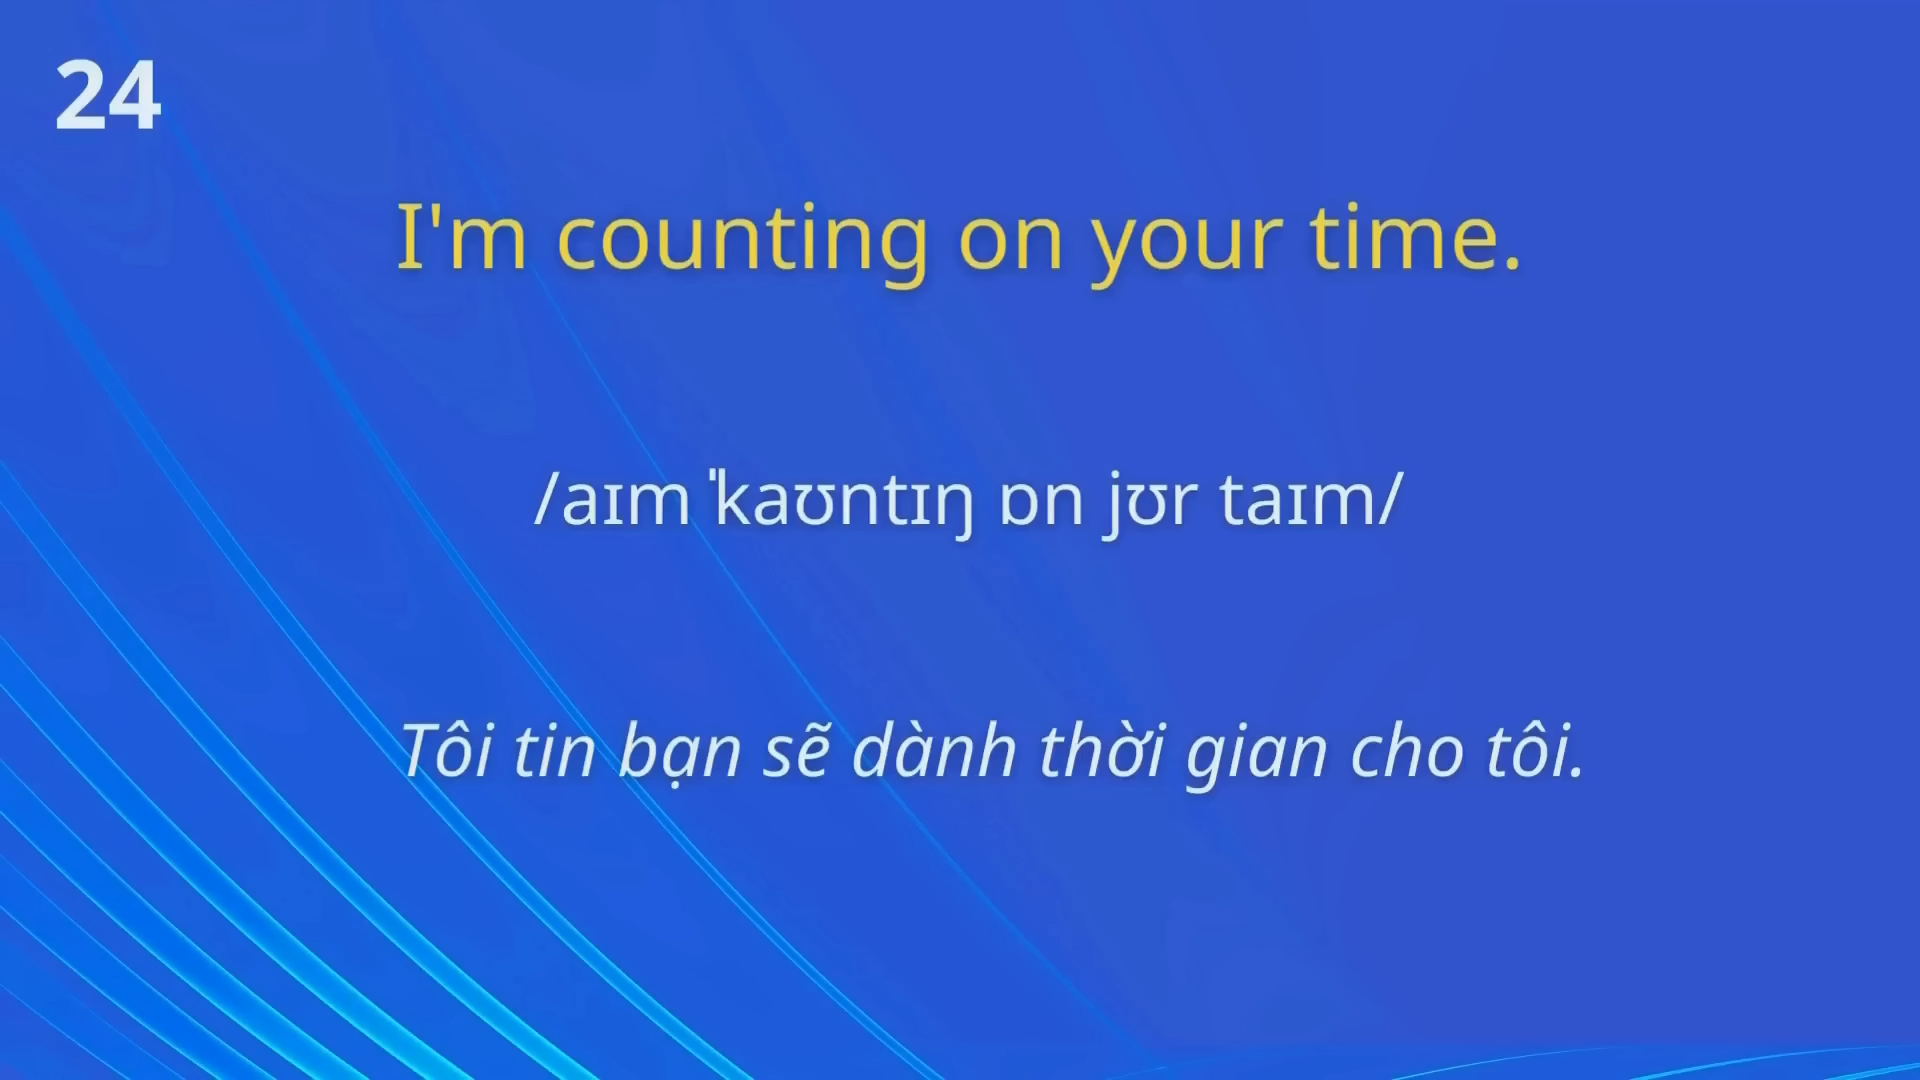 24
I'm counting on your time.
/aɪm ˈkaʊntɪŋ ɒn jʊr taɪm/
Tôi tin bạn sẽ dành thời gian cho tôi.